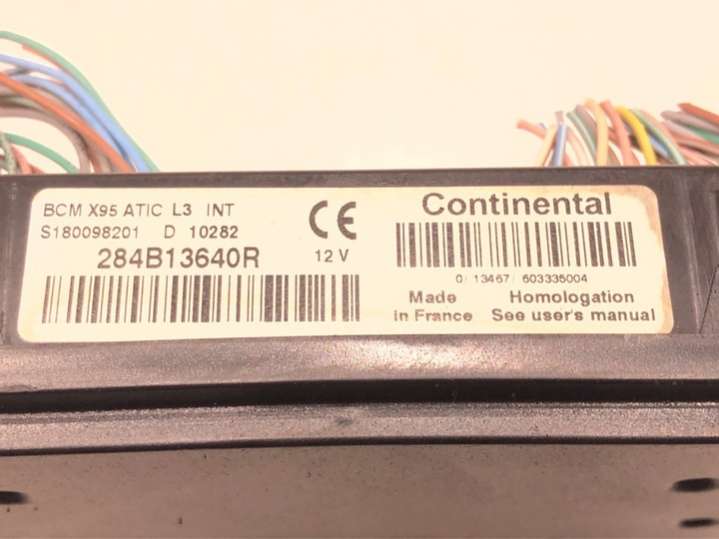 BCM X95 ATIC L3 INT
S180098201 D 10282
284B13640R
CE
12 V
Continental
0/ 13467/ 603335004
Made in France
Homologation
See user's manual